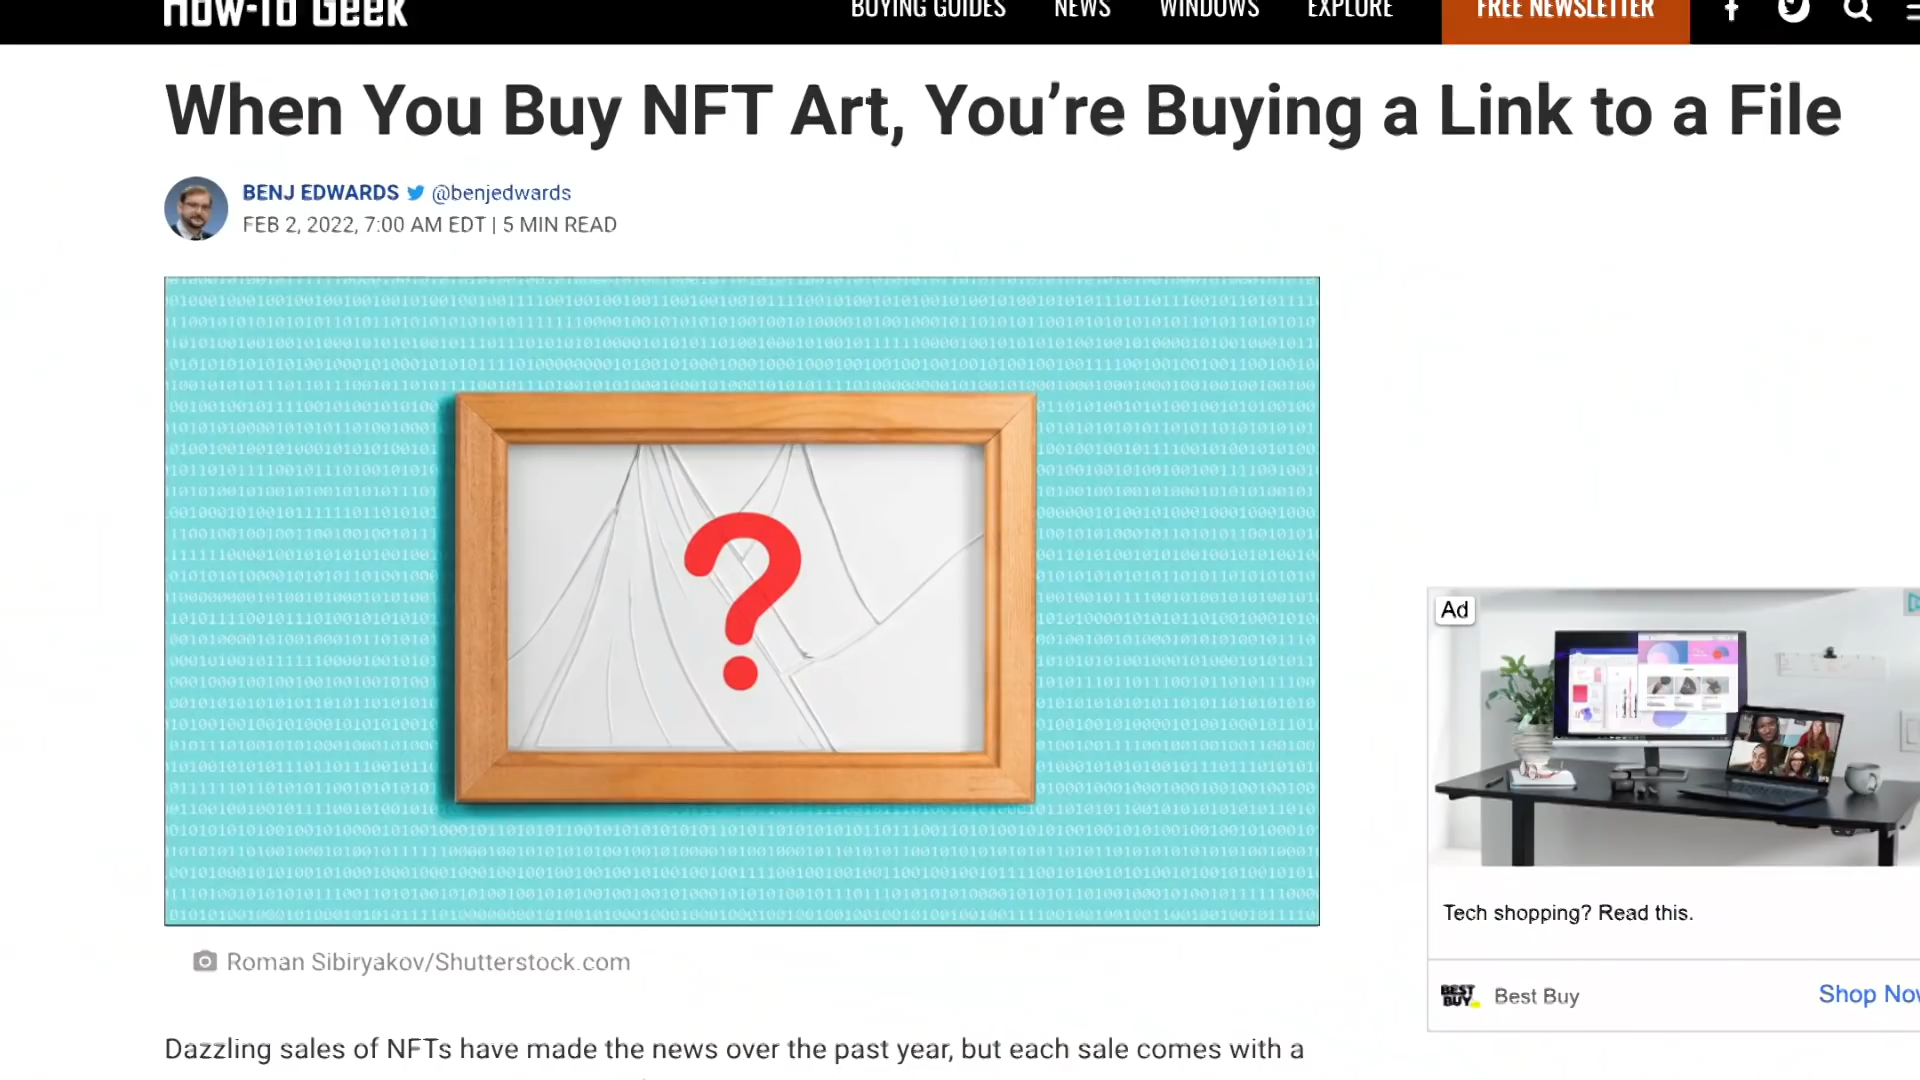 How-To Geek
BUYING GUIDES NEWS WINDOWS EXPLORE FREE NEWSLETTER
When You Buy NFT Art, You’re Buying a Link to a File
BENJ EDWARDS @benjedwards
FEB 2, 2022, 7:00 AM EDT | 5 MIN READ
?
Ad
Roman Sibiryakov/Shutterstock.com
Tech shopping? Read this.
BEST BUY Best Buy
Shop Now
Dazzling sales of NFTs have made the news over the past year, but each sale comes with a